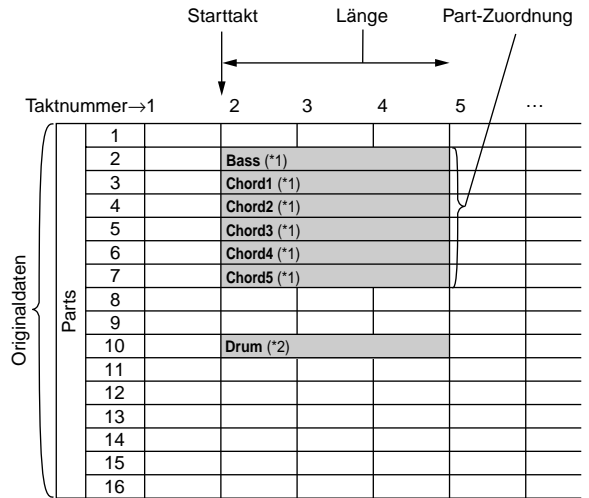 Starttakt Länge Part-Zuordnung
Taktnummer→1 2 3 4 5 ···
Originaldaten
Parts
1
2 Bass (*1)
3 Chord1 (*1)
4 Chord2 (*1)
5 Chord3 (*1)
6 Chord4 (*1)
7 Chord5 (*1)
8
9
10 Drum (*2)
11
12
13
14
15
16